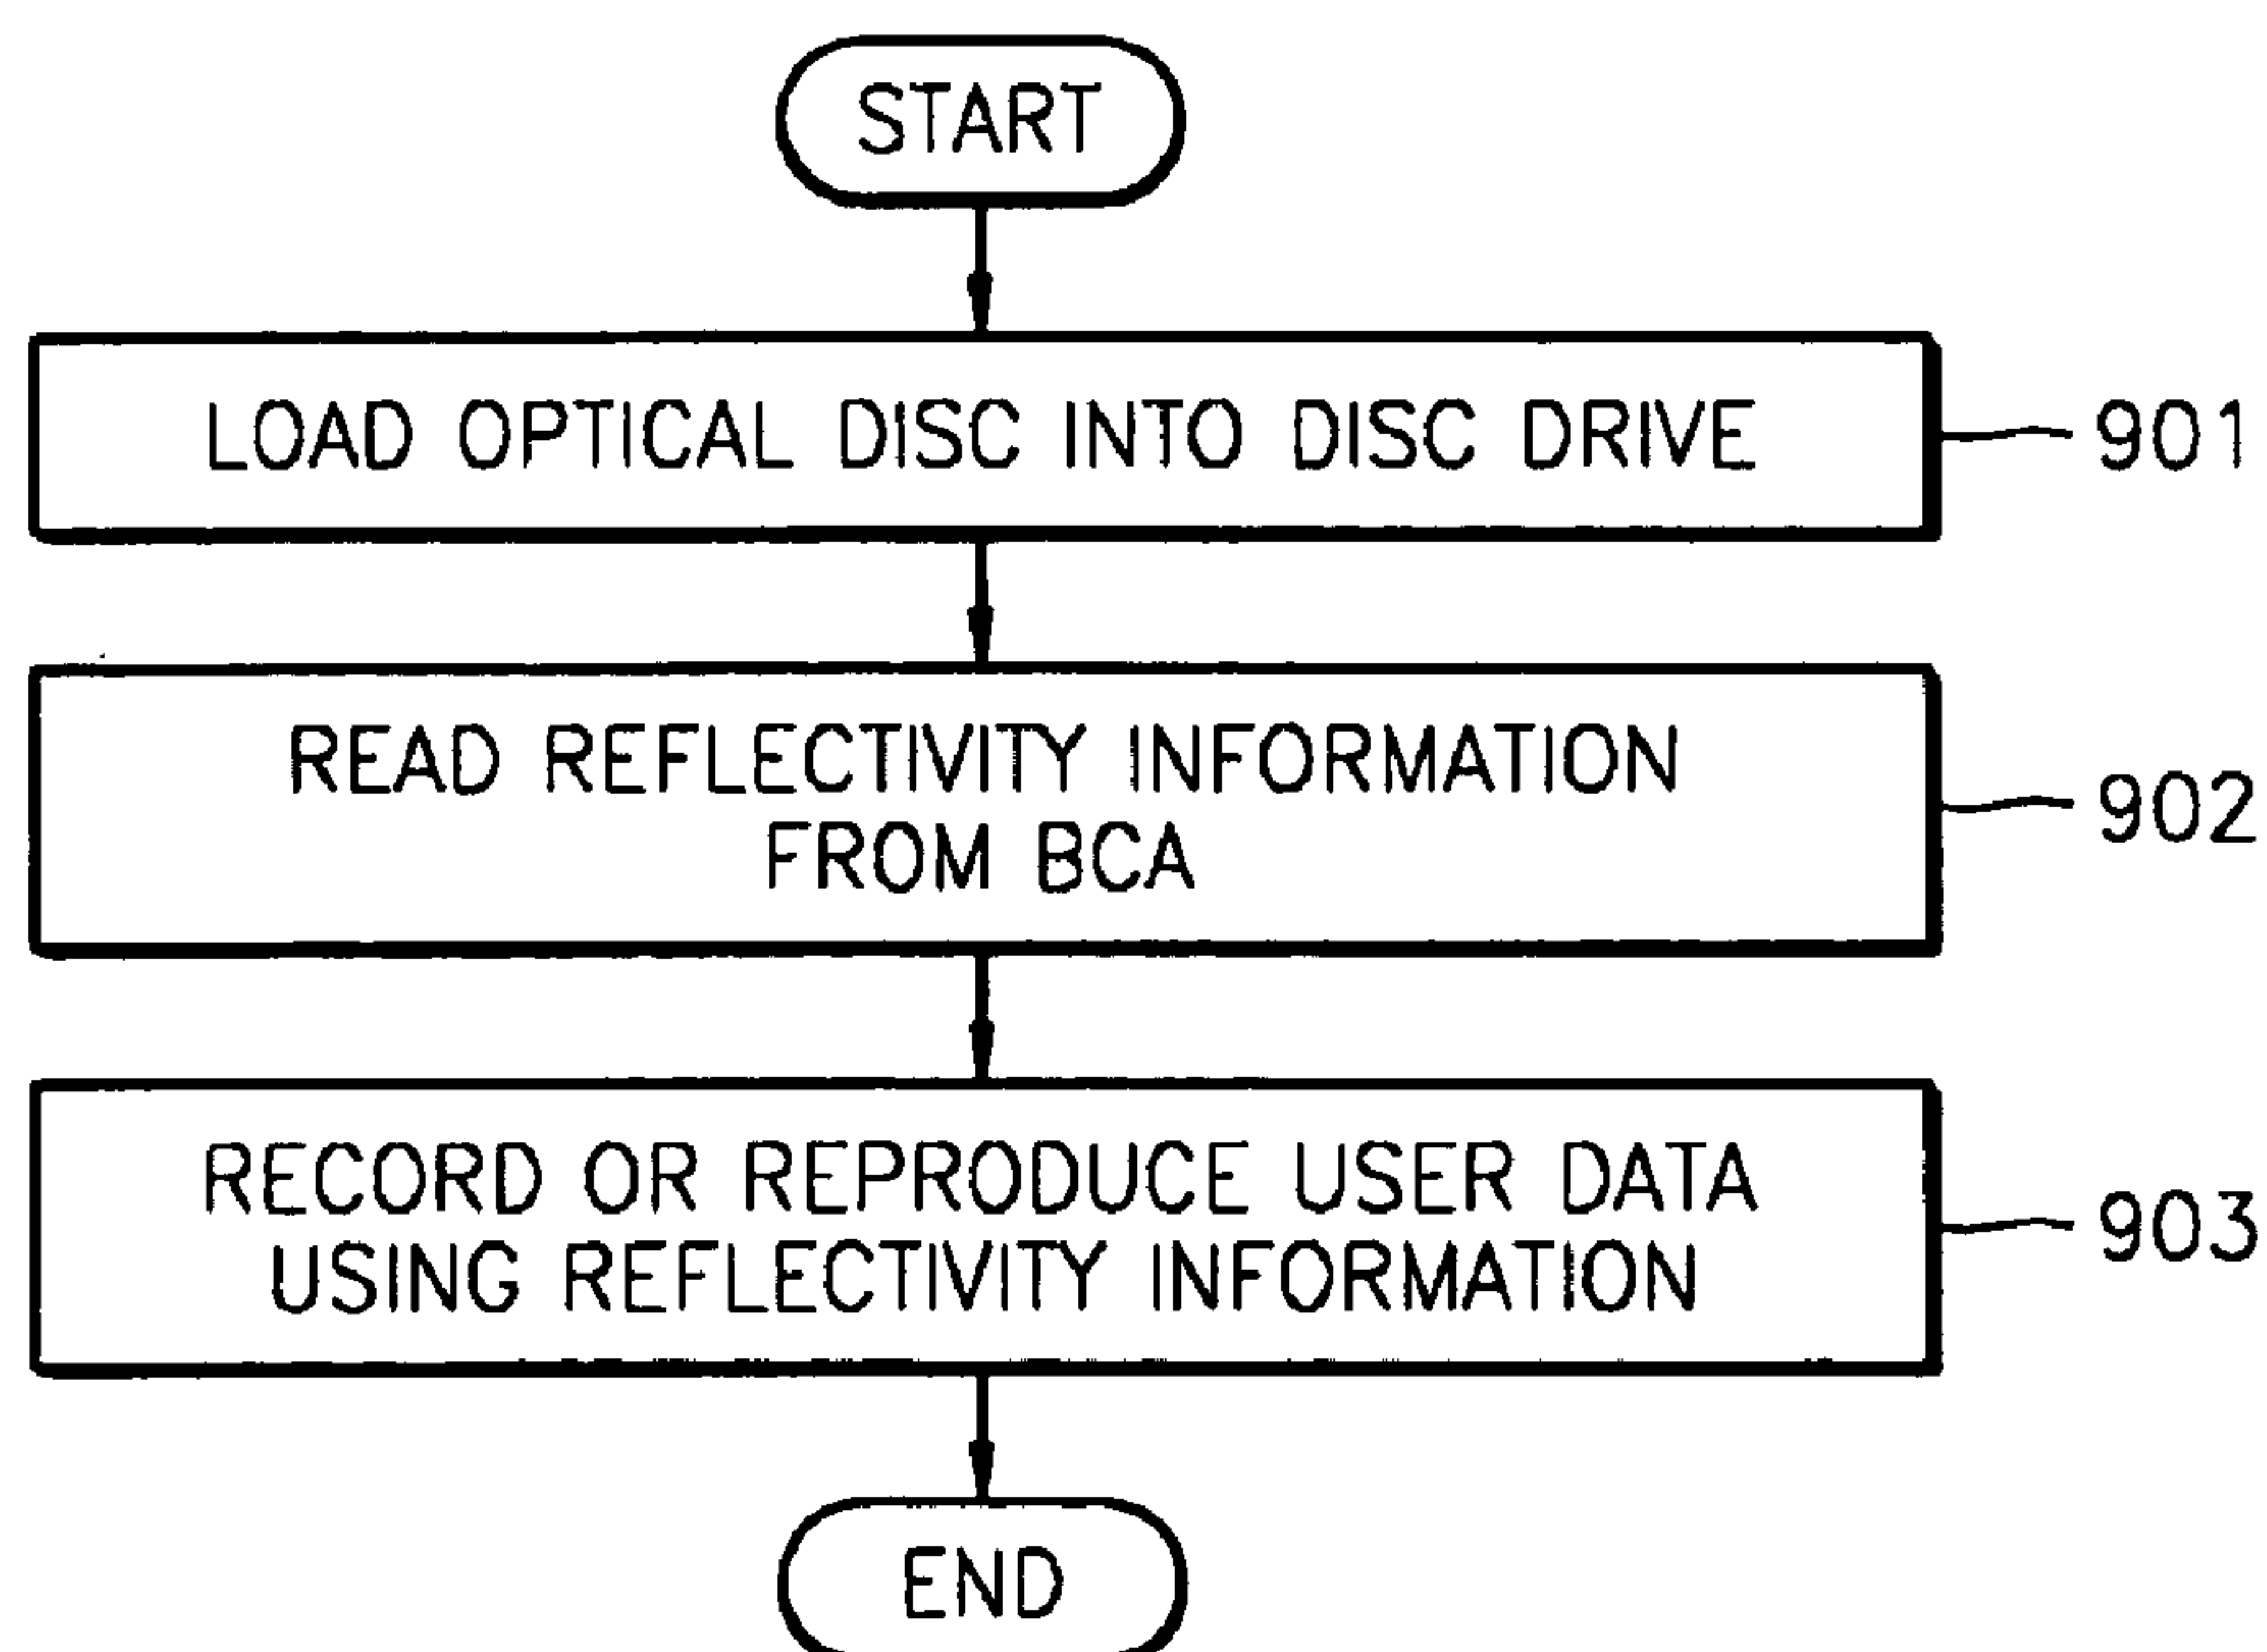 START
LOAD OPTICAL DISC INTO DISC DRIVE
901
READ REFLECTIVITY INFORMATION
FROM BCA
902
RECORD OR REPRODUCE USER DATA
USING REFLECTIVITY INFORMATION
903
END